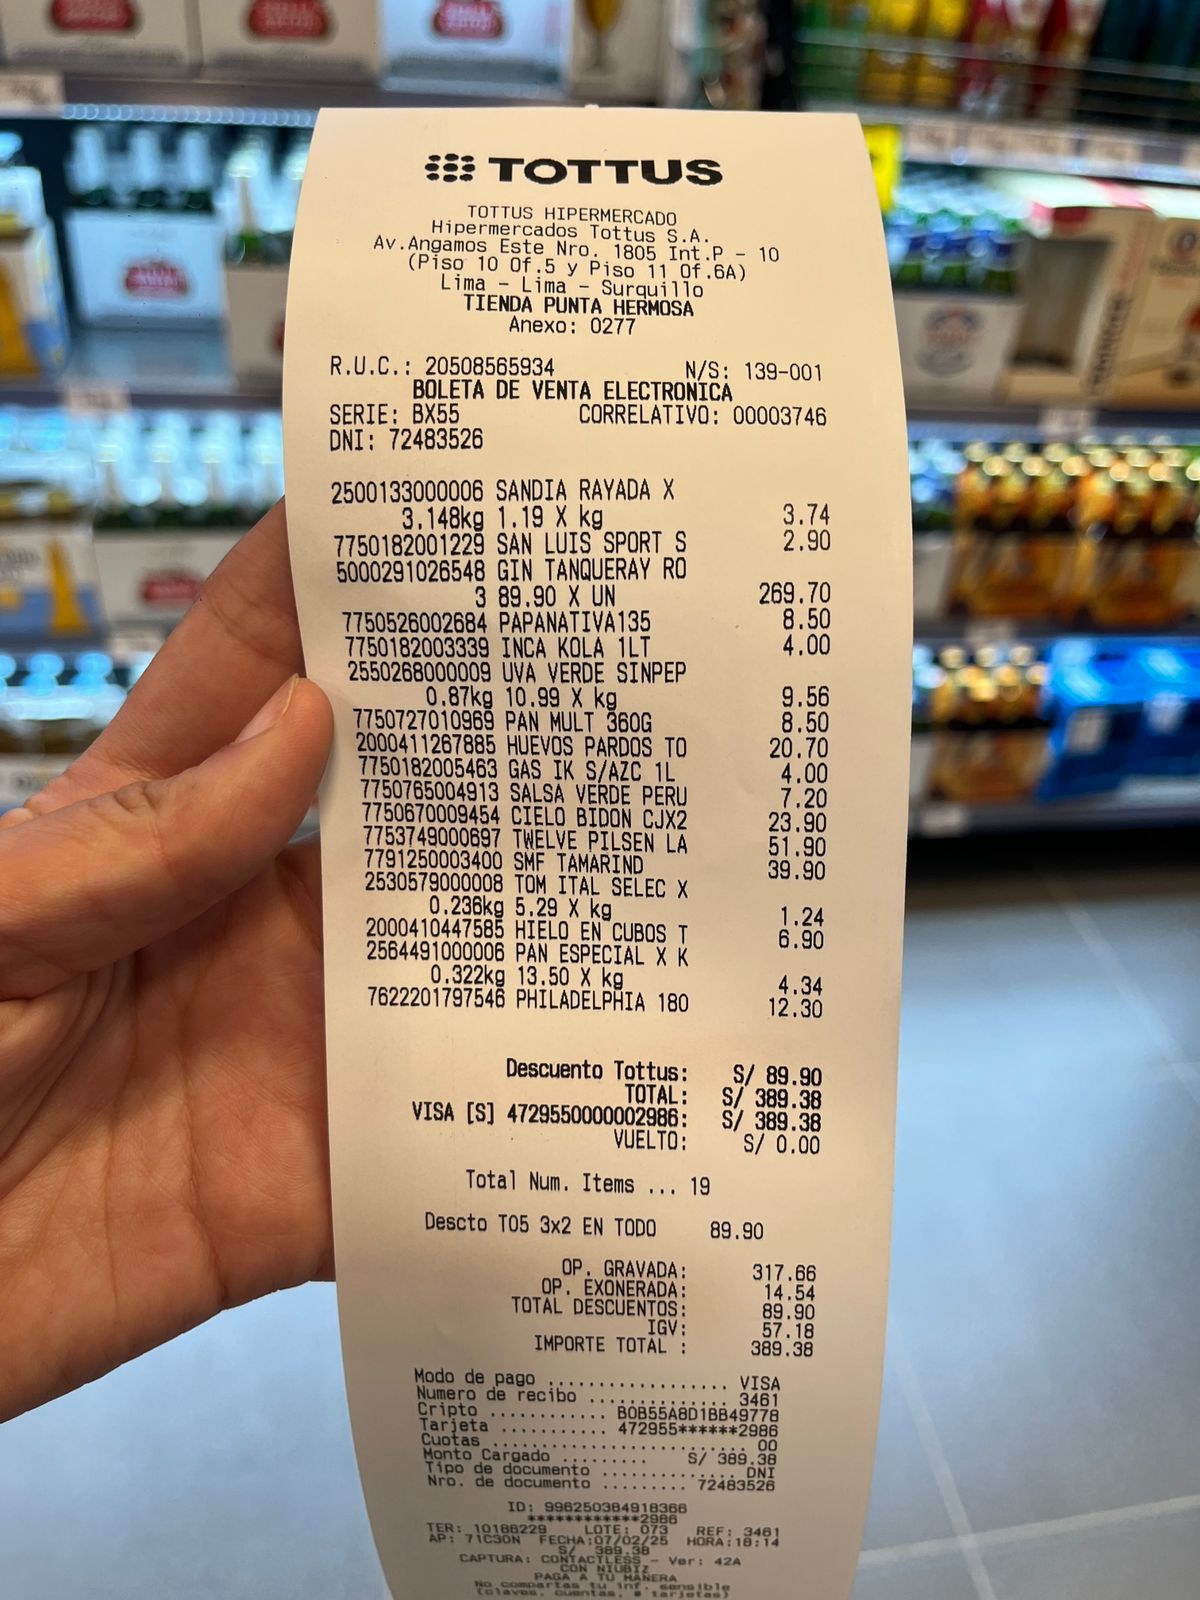 TOTTUS
TOTTUS HIPERMERCADO
Hipermercados Tottus S.A.
Av.Angamos Este Nro. 1805 Int.P - 10
(Piso 10 Of.5 y Piso 11 Of.6A)
Lima - Lima - Surquillo
TIENDA PUNTA HERMOSA
Anexo: 0277
R.U.C.: 20508565934 N/S: 139-001
BOLETA DE VENTA ELECTRONICA
SERIE: BX55 CORRELATIVO: 00003746
DNI: 72483526
2500133000006 SANDIA RAYADA X
3.148kg 1.19 X kg 3.74
7750182001229 SAN LUIS SPORT S 2.90
5000291026548 GIN TANQUERAY RO
3 89.90 X UN 269.70
7750526002684 PAPANATIVA135 8.50
7750182003339 INCA KOLA 1LT 4.00
2550268000009 UVA VERDE SINPEP
0.87kg 10.99 X kg 9.56
7750727010969 PAN MULT 360G 8.50
2000411267885 HUEVOS PARDOS TO 20.70
7750182005463 GAS IK S/AZC 1L 4.00
7750765004913 SALSA VERDE PERU 7.20
7750670009454 CIELO BIDON CJX2 23.90
7753749000697 TWELVE PILSEN LA 51.90
7791250003400 SMF TAMARIND 39.90
2530579000008 TOM ITAL SELEC X
0.236kg 5.29 X kg 1.24
2000410447585 HIELO EN CUBOS T 6.90
2564491000006 PAN ESPECIAL X K
0.322kg 13.50 X kg 4.34
7622201797546 PHILADELPHIA 180 12.30
Descuento Tottus: S/ 89.90
TOTAL: S/ 389.38
VISA [S] 4729550000002986: S/ 389.38
VUELTO: S/ 0.00
Total Num. Items ... 19
Descto T05 3x2 EN TODO 89.90
OP. GRAVADA: 317.66
OP. EXONERADA: 14.54
TOTAL DESCUENTOS: 89.90
IGV: 57.18
IMPORTE TOTAL : 389.38
Modo de pago .................. VISA
Numero de recibo .............. 3461
Cripto ............ B0B55A8D1BB49778
Tarjeta ........... 472955******2986
Cuotas .......................... 00
Monto Cargado ......... S/ 389.38
Tipo de documento .............. DNI
Nro. de documento ......... 72483526
ID: 996250384918366
************2986
TER: 10186229 LOTE: 073 REF: 3461
AP: 71C30N FECHA:07/02/25 HORA:18:14
S/ 389.38
CAPTURA: CONTACTLESS - Ver: 42A
CON NIUBIZ
PAGA A TU MANERA
No compartas tu inf. sensible
(claves, cuentas, # tarjetas)